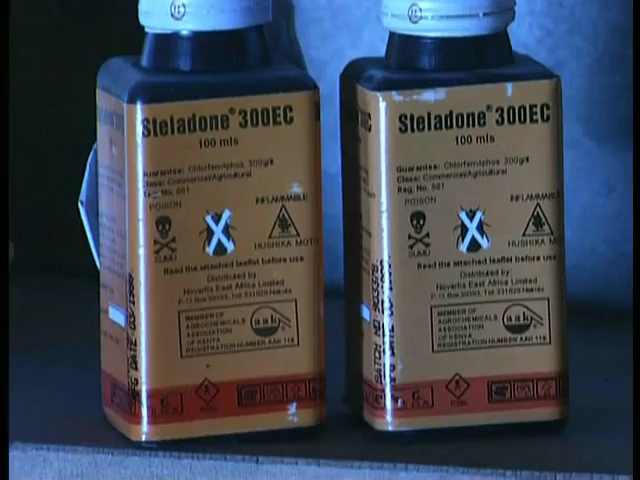 Steladone® 300EC
100 mls
Guarantee: Chlorfenvinphos 300g/l
Class: Commercial/Agricultural
Reg. No. 881
POISON
INFLAMMABLE
SUMU
HUSHIKA MOTO
Read the attached leaflet before use
Distributed by
Novartis East Africa Limited
MEMBER OF
AGROCHEMICALS
ASSOCIATION
OF KENYA
REGISTRATION NUMBER AAK 118
aak
Steladone® 300EC
100 mls
Guarantee: Chlorfenvinphos 300g/l
Class: Commercial/Agricultural
Reg. No. 881
POISON
INFLAMMABLE
SUMU
HUSHIKA M
Read the attached leaflet before use
Distributed by
Novartis East Africa Limited
MEMBER OF
AGROCHEMICALS
ASSOCIATION
OF KENYA
REGISTRATION NUMBER AAK 118
aak